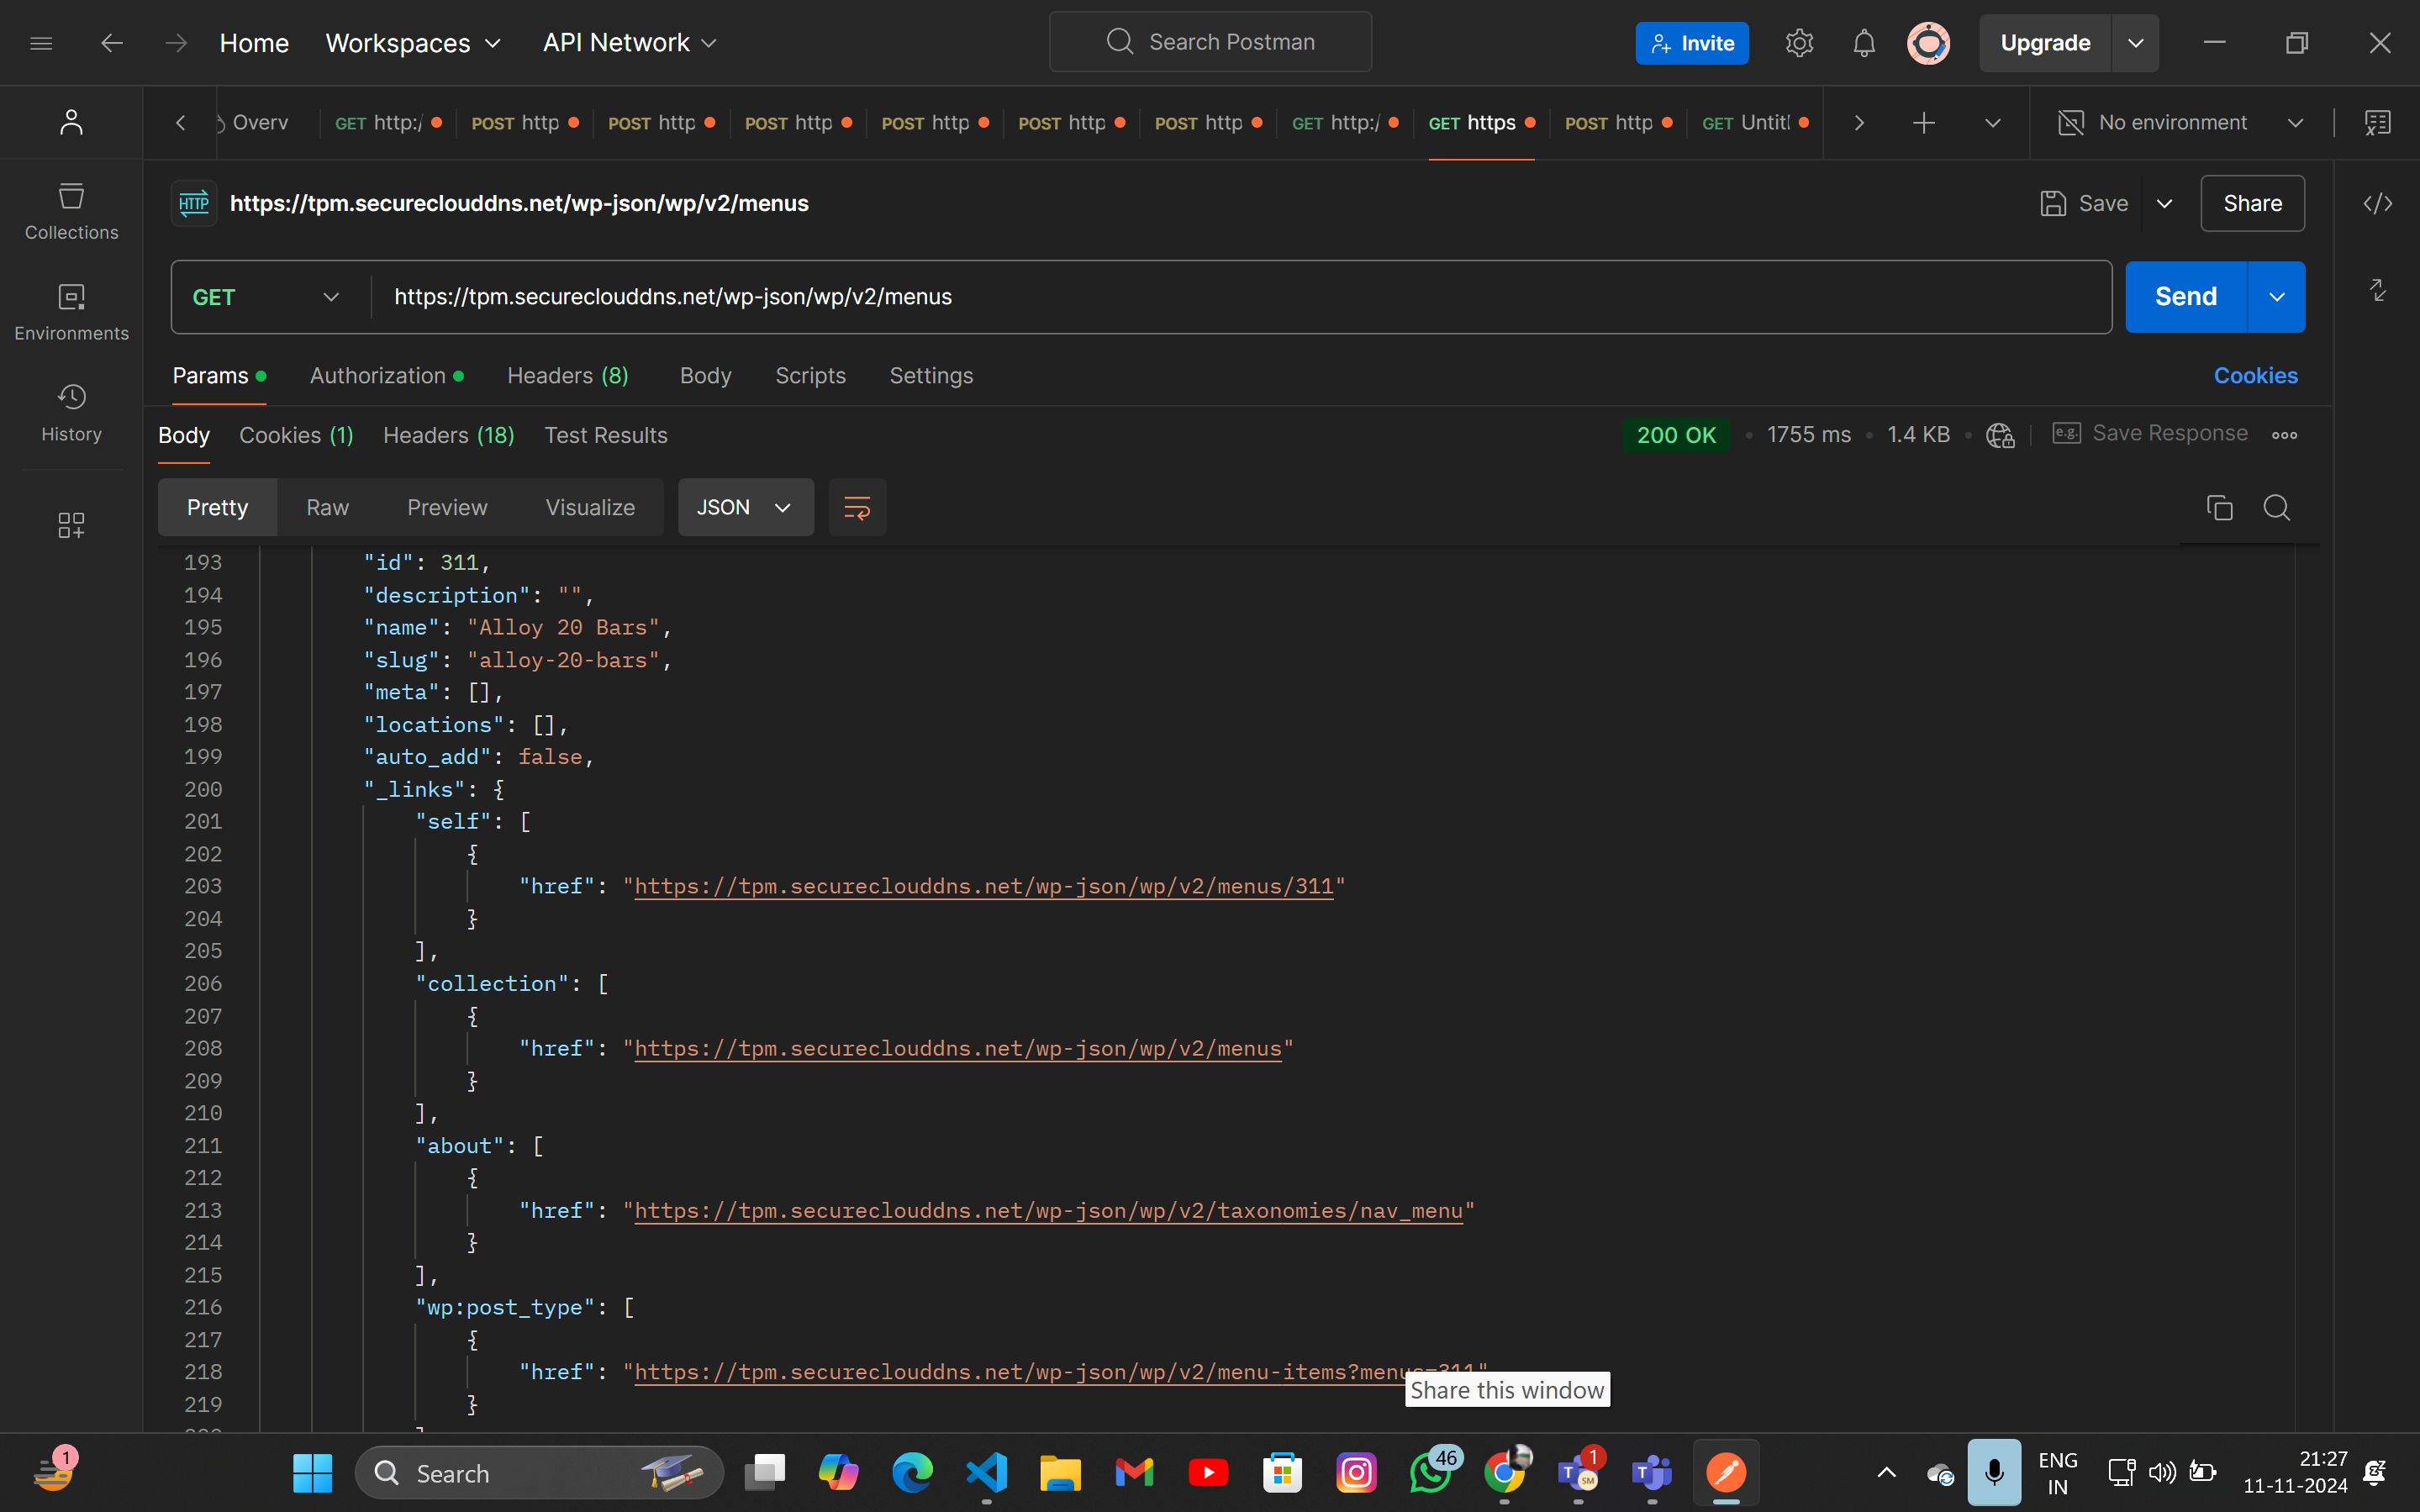 Home Workspaces API Network Search Postman Invite Upgrade
Overv GET http:/ POST http POST http POST http POST http POST http POST http GET http:/ GET https POST http GET Untitl No environment
HTTP https://tpm.secureclouddns.net/wp-json/wp/v2/menus Save Share
Collections
GET https://tpm.secureclouddns.net/wp-json/wp/v2/menus Send
Environments
Params Authorization Headers (8) Body Scripts Settings Cookies
History
Body Cookies (1) Headers (18) Test Results 200 OK 1755 ms 1.4 KB e.g. Save Response
Pretty Raw Preview Visualize JSON
193 "id": 311,
194 "description": "",
195 "name": "Alloy 20 Bars",
196 "slug": "alloy-20-bars",
197 "meta": [],
198 "locations": [],
199 "auto_add": false,
200 "_links": {
201 "self": [
202 {
203 "href": "https://tpm.secureclouddns.net/wp-json/wp/v2/menus/311"
204 }
205 ],
206 "collection": [
207 {
208 "href": "https://tpm.secureclouddns.net/wp-json/wp/v2/menus"
209 }
210 ],
211 "about": [
212 {
213 "href": "https://tpm.secureclouddns.net/wp-json/wp/v2/taxonomies/nav_menu"
214 }
215 ],
216 "wp:post_type": [
217 {
218 "href": "https://tpm.secureclouddns.net/wp-json/wp/v2/menu-items?menus=311"
Share this window
219 }
1 Search 46 1 SM ENG
IN 21:27
11-11-2024